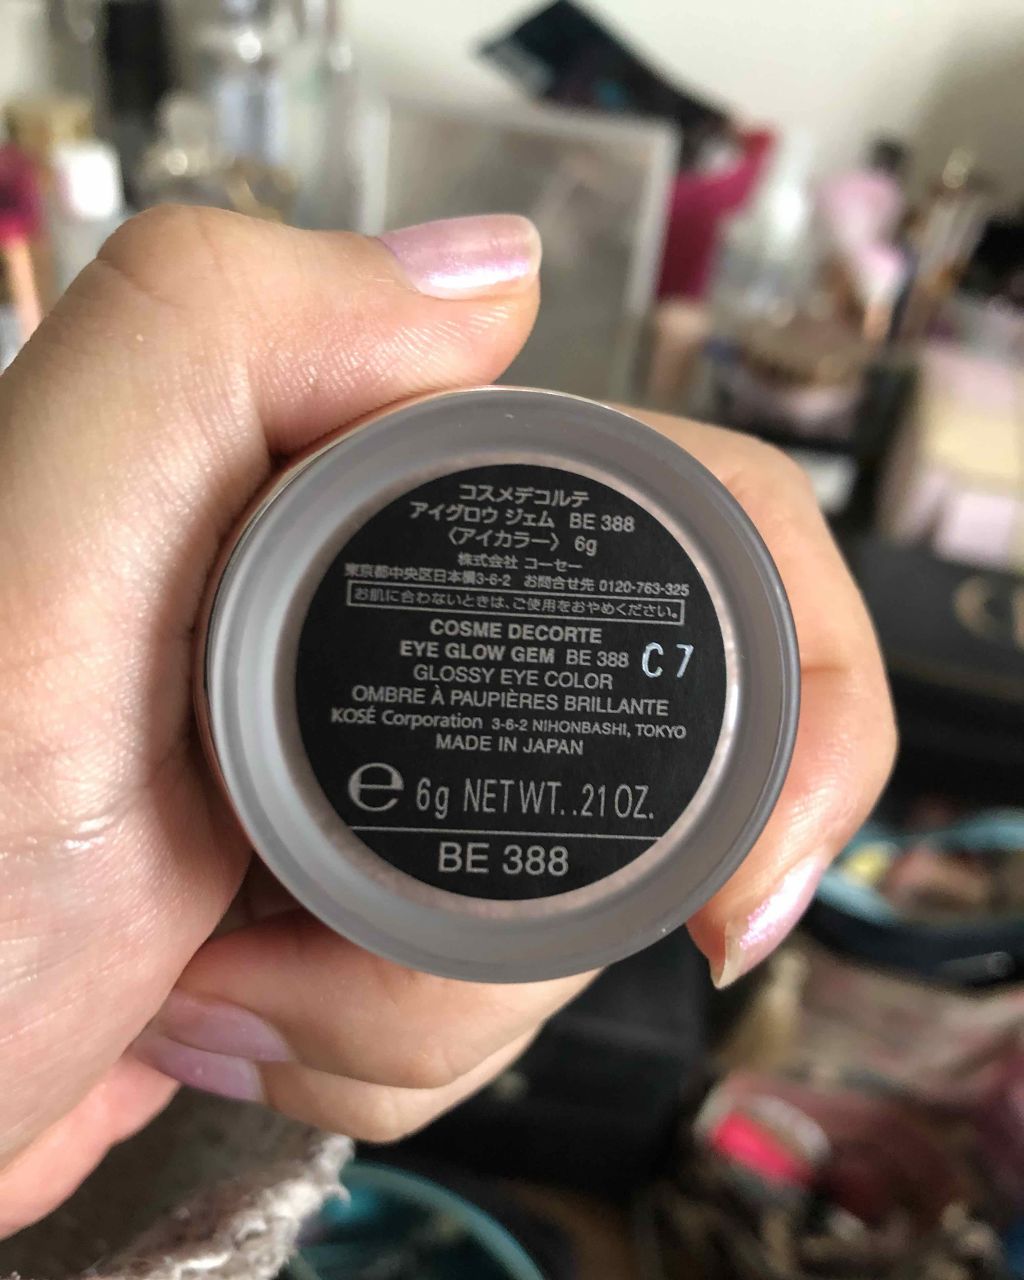 コスメデコルテ
アイグロウ ジェム BE 388
〈アイカラー〉 6g
株式会社 コーセー
東京都中央区日本橋3-6-2 お問合せ先 0120-763-325
お肌に合わないときは、ご使用をおやめください。
COSME DECORTE
EYE GLOW GEM BE 388 C7
GLOSSY EYE COLOR
OMBRE À PAUPIÈRES BRILLANTE
KOSÉ Corporation 3-6-2 NIHONBASHI, TOKYO
MADE IN JAPAN
e 6g NET WT..21 OZ.
BE 388